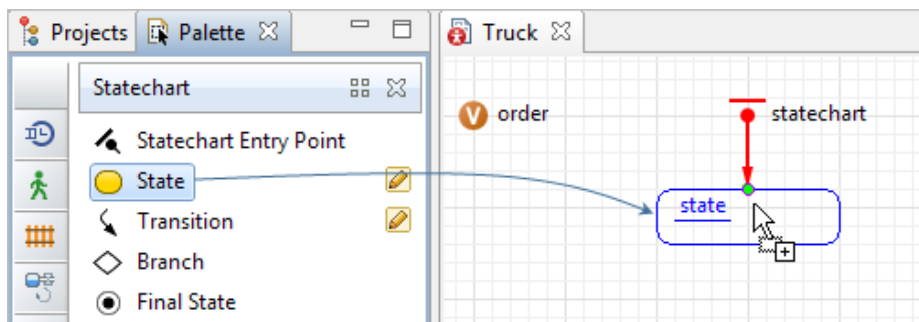 Projects
Palette
Truck
Statechart
V order
statechart
Statechart Entry Point
State
state
Transition
Branch
Final State